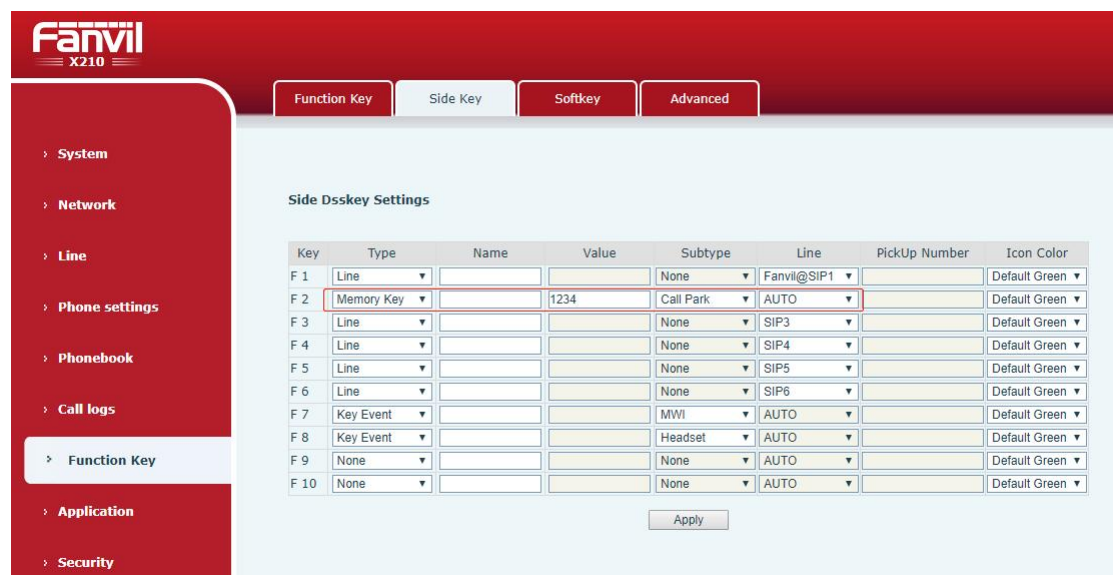 Fanvil
X210
Function Key Side Key Softkey Advanced
› System
› Network
› Line
› Phone settings
› Phonebook
› Call logs
› Function Key
› Application
› Security
Side Dsskey Settings
Key Type Name Value Subtype Line PickUp Number Icon Color
F 1 Line None Fanvil@SIP1 Default Green
F 2 Memory Key 1234 Call Park AUTO Default Green
F 3 Line None SIP3 Default Green
F 4 Line None SIP4 Default Green
F 5 Line None SIP5 Default Green
F 6 Line None SIP6 Default Green
F 7 Key Event MWI AUTO Default Green
F 8 Key Event Headset AUTO Default Green
F 9 None None AUTO Default Green
F 10 None None AUTO Default Green
Apply